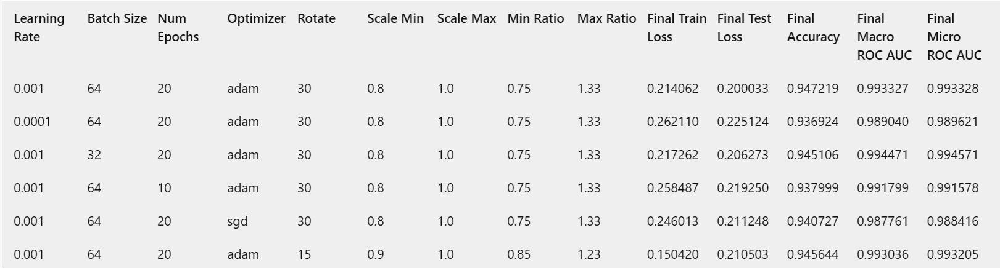 Learning Rate Batch Size Num Epochs Optimizer Rotate Scale Min Scale Max Min Ratio Max Ratio Final Train Loss Final Test Loss Final Accuracy Final Macro ROC AUC Final Micro ROC AUC
0.001 64 20 adam 30 0.8 1.0 0.75 1.33 0.214062 0.200033 0.947219 0.993327 0.993328
0.0001 64 20 adam 30 0.8 1.0 0.75 1.33 0.262110 0.225124 0.936924 0.989040 0.989621
0.001 32 20 adam 30 0.8 1.0 0.75 1.33 0.217262 0.206273 0.945106 0.994471 0.994571
0.001 64 10 adam 30 0.8 1.0 0.75 1.33 0.258487 0.219250 0.937999 0.991799 0.991578
0.001 64 20 sgd 30 0.8 1.0 0.75 1.33 0.246013 0.211248 0.940727 0.987761 0.988416
0.001 64 20 adam 15 0.9 1.0 0.85 1.23 0.150420 0.210503 0.945644 0.993036 0.993205